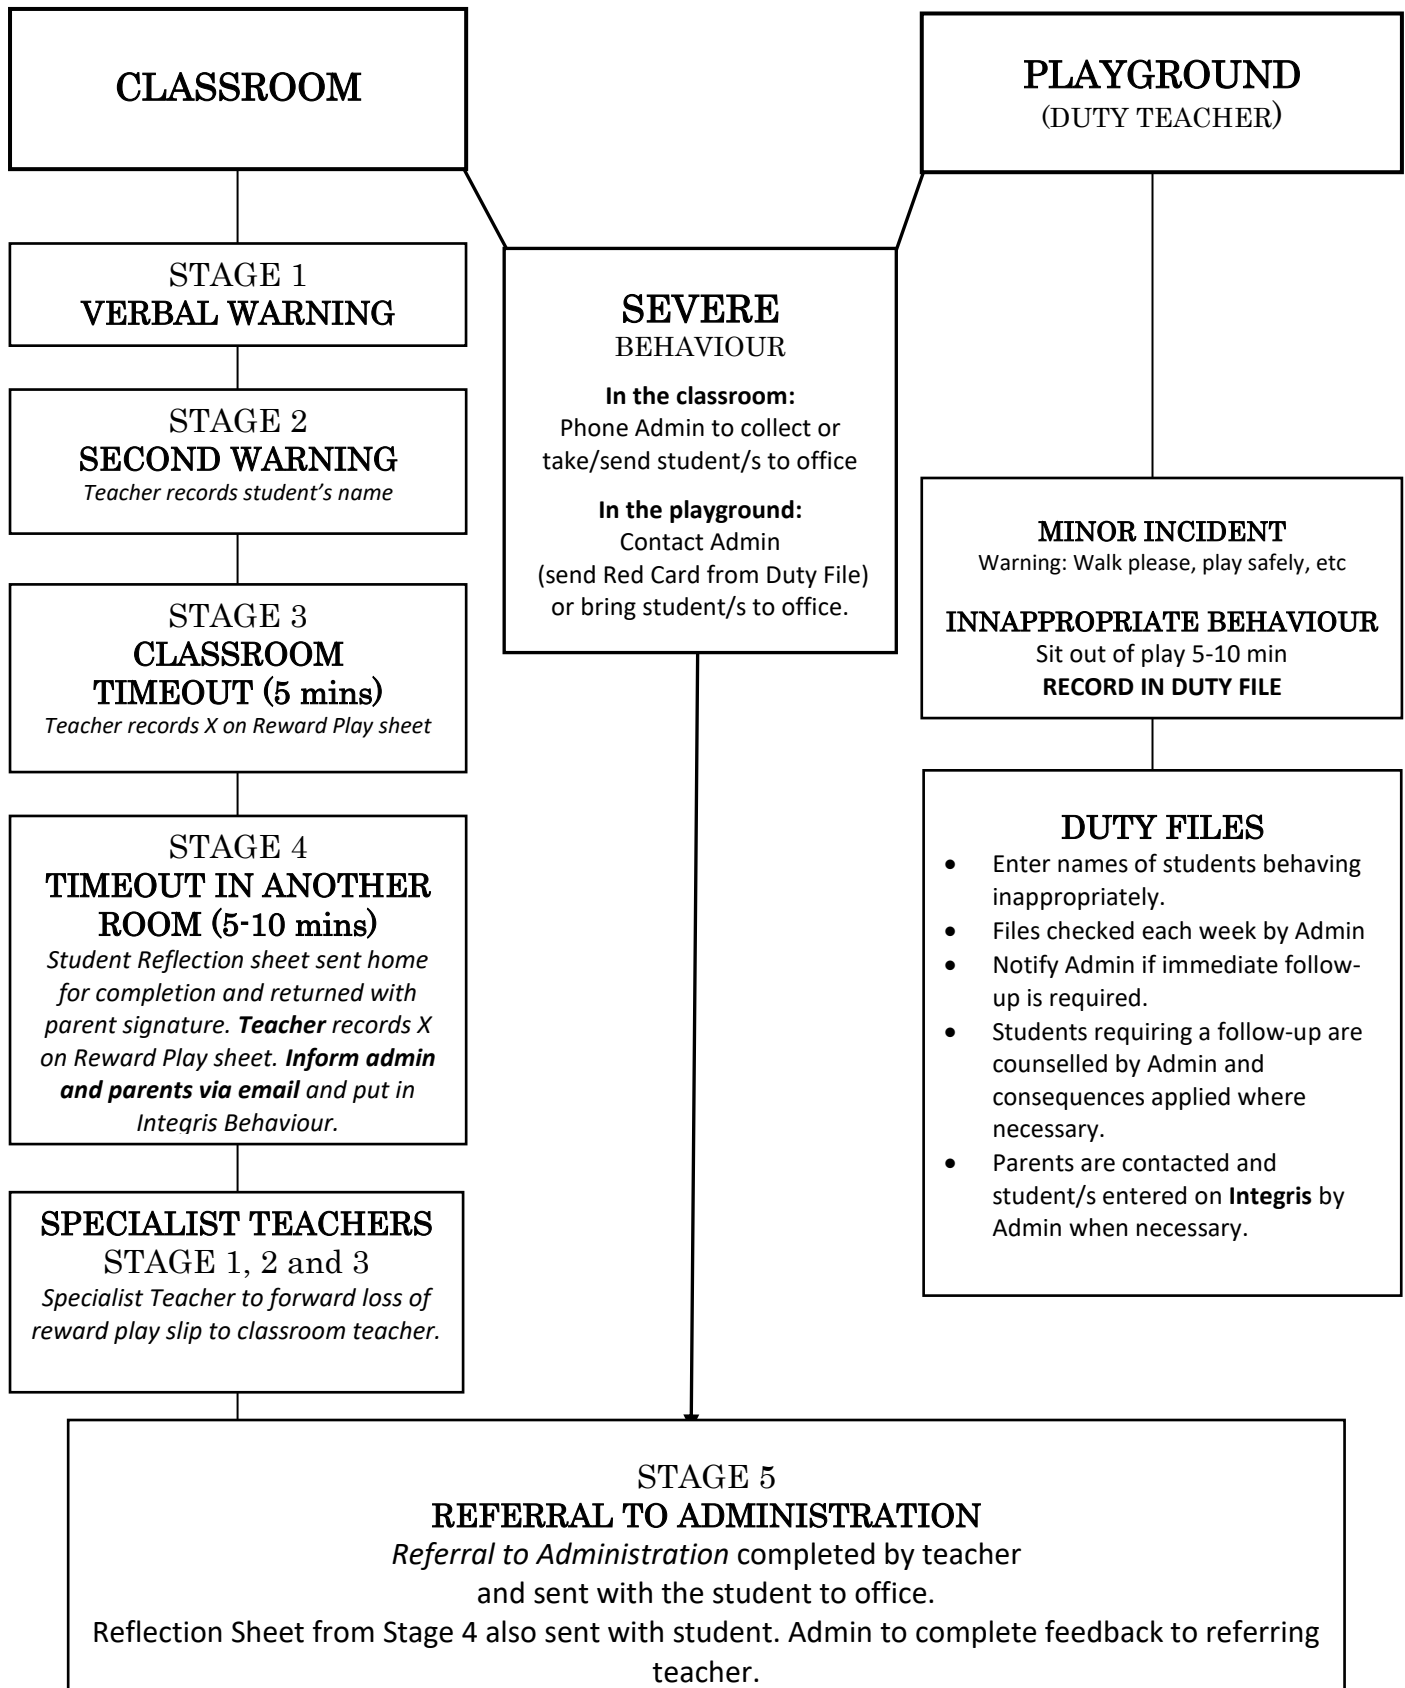 CLASSROOM
PLAYGROUND
(DUTY TEACHER)
STAGE 1
VERBAL WARNING
STAGE 2
SECOND WARNING
Teacher records student’s name
STAGE 3
CLASSROOM
TIMEOUT (5 mins)
Teacher records X on Reward Play sheet
STAGE 4
TIMEOUT IN ANOTHER
ROOM (5-10 mins)
Student Reflection sheet sent home
for completion and returned with
parent signature. Teacher records X
on Reward Play sheet. Inform admin
and parents via email and put in
Integris Behaviour.
SPECIALIST TEACHERS
STAGE 1, 2 and 3
Specialist Teacher to forward loss of
reward play slip to classroom teacher.
SEVERE
BEHAVIOUR
In the classroom:
Phone Admin to collect or
take/send student/s to office
In the playground:
Contact Admin
(send Red Card from Duty File)
or bring student/s to office.
MINOR INCIDENT
Warning: Walk please, play safely, etc
INNAPPROPRIATE BEHAVIOUR
Sit out of play 5-10 min
RECORD IN DUTY FILE
DUTY FILES
• Enter names of students behaving
inappropriately.
• Files checked each week by Admin
• Notify Admin if immediate follow-
up is required.
• Students requiring a follow-up are
counselled by Admin and
consequences applied where
necessary.
• Parents are contacted and
student/s entered on Integris by
Admin when necessary.
STAGE 5
REFERRAL TO ADMINISTRATION
Referral to Administration completed by teacher
and sent with the student to office.
Reflection Sheet from Stage 4 also sent with student. Admin to complete feedback to referring
teacher.